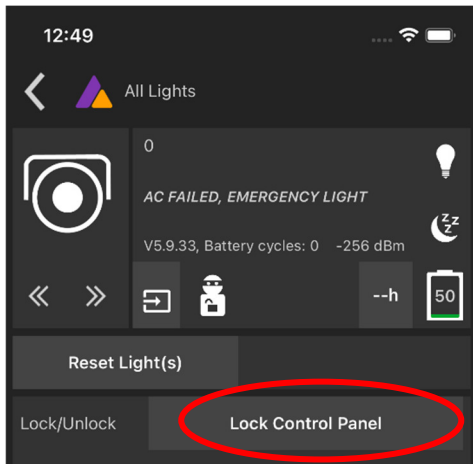 12:49
All Lights
0
AC FAILED, EMERGENCY LIGHT
zZz
V5.9.33, Battery cycles: 0 -256 dBm
--h
50
Reset Light(s)
Lock/Unlock
Lock Control Panel